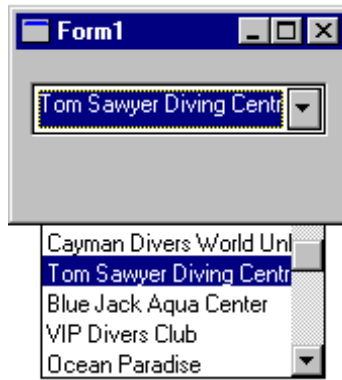 Form1
Tom Sawyer Diving Centr
Cayman Divers World Unl
Tom Sawyer Diving Centr
Blue Jack Aqua Center
VIP Divers Club
Ocean Paradise